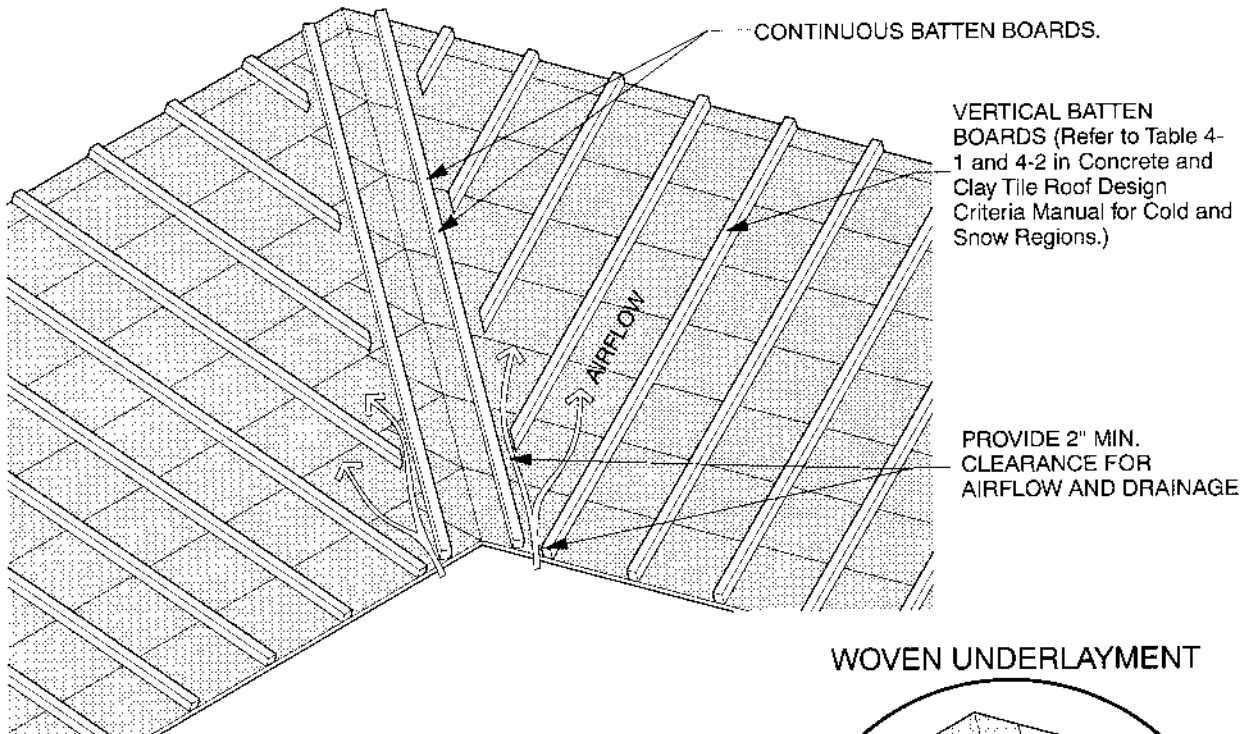 CONTINUOUS BATTEN BOARDS.
VERTICAL BATTEN
BOARDS (Refer to Table 4-
1 and 4-2 in Concrete and
Clay Tile Roof Design
Criteria Manual for Cold and
Snow Regions.)
AIRFLOW
PROVIDE 2" MIN.
CLEARANCE FOR
AIRFLOW AND DRAINAGE
WOVEN UNDERLAYMENT